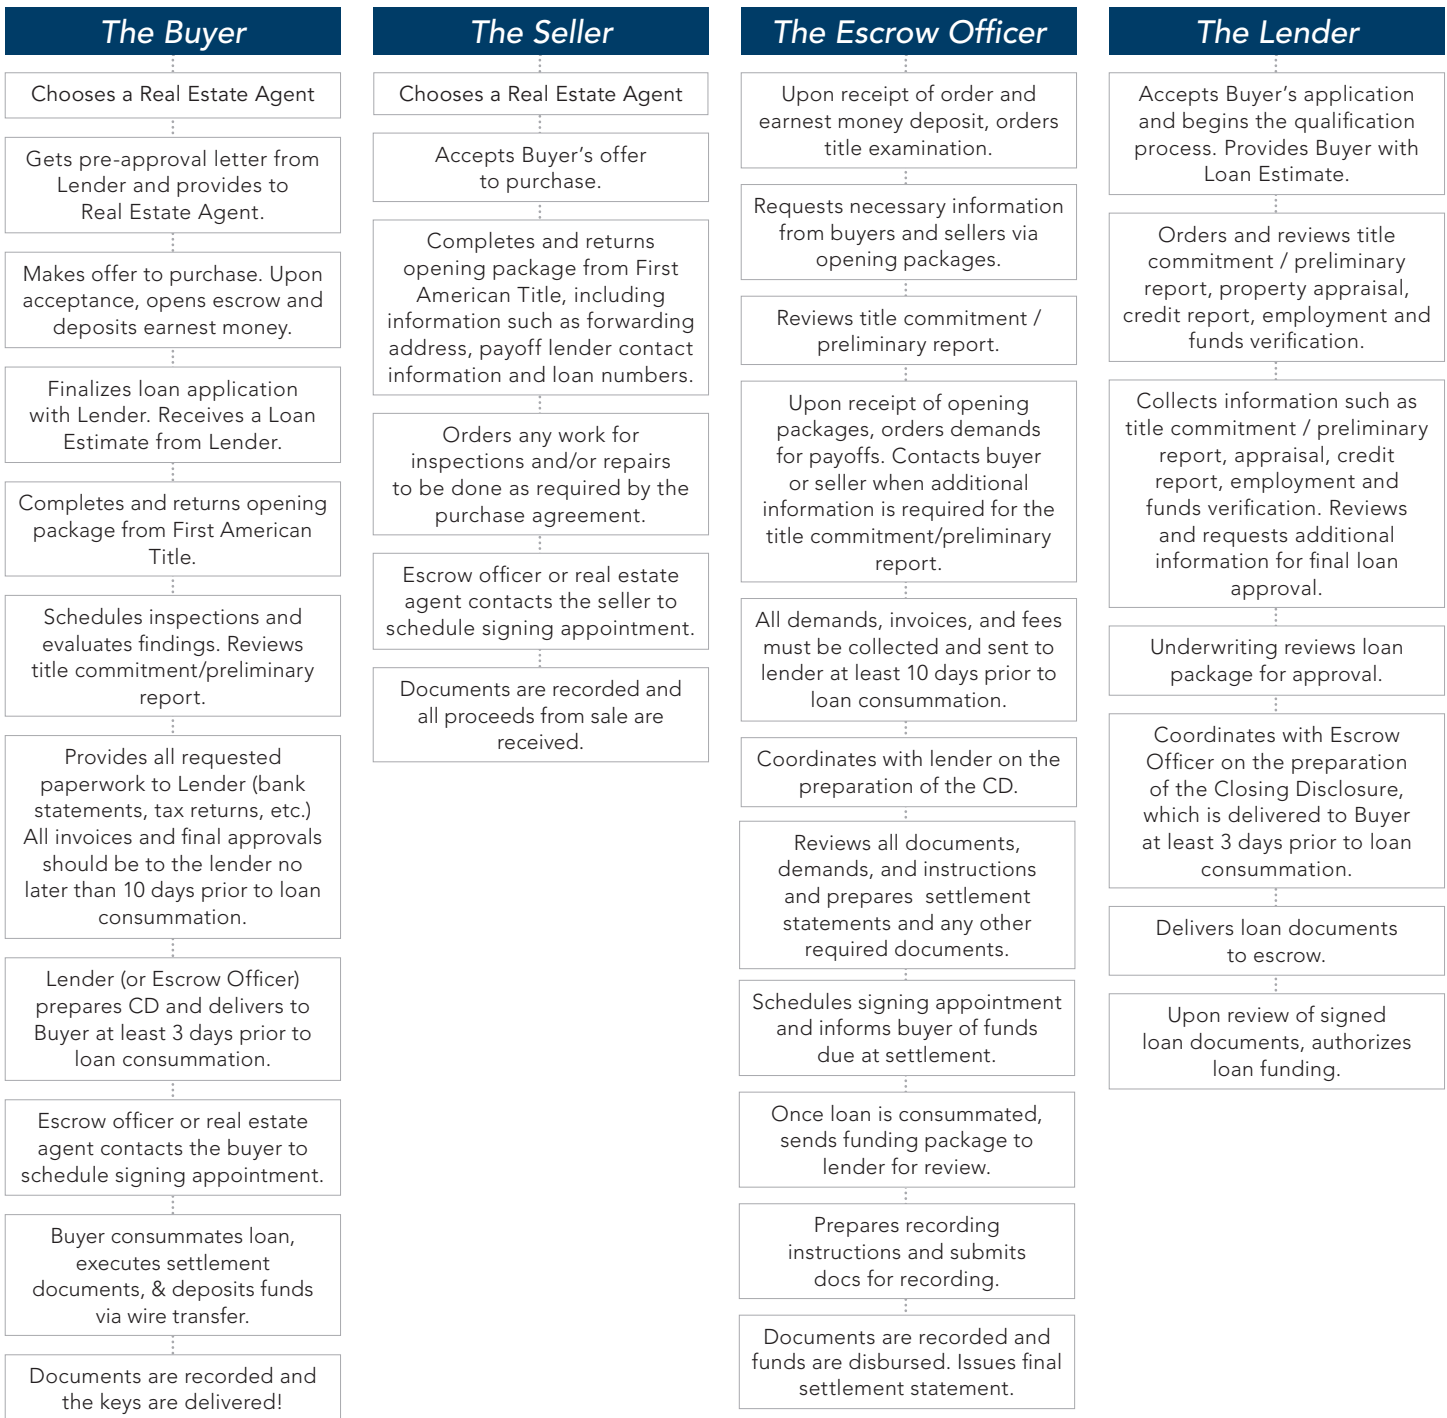 The Buyer
Chooses a Real Estate Agent
Gets pre-approval letter from
Lender and provides to
Real Estate Agent.
Makes offer to purchase. Upon
acceptance, opens escrow and
deposits earnest money.
Finalizes loan application
with Lender. Receives a Loan
Estimate from Lender.
Completes and returns opening
package from First American
Title.
Schedules inspections and
evaluates findings. Reviews
title commitment/preliminary
report.
Provides all requested
paperwork to Lender (bank
statements, tax returns, etc.)
All invoices and final approvals
should be to the lender no
later than 10 days prior to loan
consummation.
Lender (or Escrow Officer)
prepares CD and delivers to
Buyer at least 3 days prior to
loan consummation.
Escrow officer or real estate
agent contacts the buyer to
schedule signing appointment.
Buyer consummates loan,
executes settlement
documents, & deposits funds
via wire transfer.
Documents are recorded and
the keys are delivered!
The Seller
Chooses a Real Estate Agent
Accepts Buyer’s offer
to purchase.
Completes and returns
opening package from First
American Title, including
information such as forwarding
address, payoff lender contact
information and loan numbers.
Orders any work for
inspections and/or repairs
to be done as required by the
purchase agreement.
Escrow officer or real estate
agent contacts the seller to
schedule signing appointment.
Documents are recorded and
all proceeds from sale are
received.
The Escrow Officer
Upon receipt of order and
earnest money deposit, orders
title examination.
Requests necessary information
from buyers and sellers via
opening packages.
Reviews title commitment /
preliminary report.
Upon receipt of opening
packages, orders demands
for payoffs. Contacts buyer
or seller when additional
information is required for the
title commitment/preliminary
report.
All demands, invoices, and fees
must be collected and sent to
lender at least 10 days prior to
loan consummation.
Coordinates with lender on the
preparation of the CD.
Reviews all documents,
demands, and instructions
and prepares  settlement
statements and any other
required documents.
Schedules signing appointment
and informs buyer of funds
due at settlement.
Once loan is consummated,
sends funding package to
lender for review.
Prepares recording
instructions and submits
docs for recording.
Documents are recorded and
funds are disbursed. Issues final
settlement statement.
The Lender
Accepts Buyer’s application
and begins the qualification
process. Provides Buyer with
Loan Estimate.
Orders and reviews title
commitment / preliminary
report, property appraisal,
credit report, employment and
funds verification.
Collects information such as
title commitment / preliminary
report, appraisal, credit
report, employment and
funds verification. Reviews
and requests additional
information for final loan
approval.
Underwriting reviews loan
package for approval.
Coordinates with Escrow
Officer on the preparation
of the Closing Disclosure,
which is delivered to Buyer
at least 3 days prior to loan
consummation.
Delivers loan documents
to escrow.
Upon review of signed
loan documents, authorizes
loan funding.